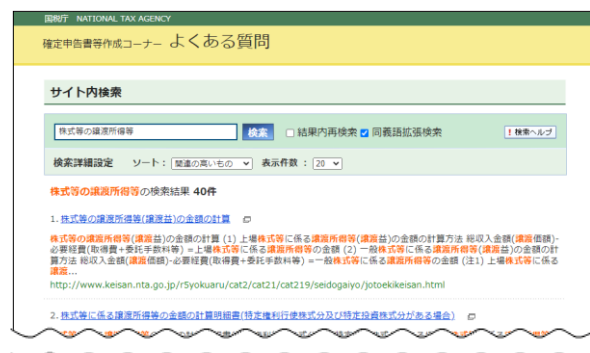 国税庁 NATIONAL TAX AGENCY
確定申告書等作成コーナー よくある質問
サイト内検索
株式等の譲渡所得等 検索 結果内再検索 同義語拡張検索 ! 検索ヘルプ
検索詳細設定 ソート： 関連の高いもの 表示件数 ： 20
株式等の譲渡所得等の検索結果 40件
1. 株式等の譲渡所得等(譲渡益)の金額の計算
株式等の譲渡所得等(譲渡益)の金額の計算 (1) 上場株式等に係る譲渡所得等(譲渡益)の金額の計算方法 総収入金額(譲渡価額)-
必要経費(取得費+委託手数料等) =上場株式等に係る譲渡所得等の金額 (2) 一般株式等に係る譲渡所得等(譲渡益)の金額の計
算方法 総収入金額(譲渡価額)-必要経費(取得費+委託手数料等) =一般株式等に係る譲渡所得等の金額 (注1) 上場株式等に係る
譲渡...
http://www.keisan.nta.go.jp/r5yokuaru/cat2/cat21/cat219/seidogaiyo/jotoekikeisan.html
2. 株式等に係る譲渡所得等の金額の計算明細書(特定権利行使株式分及び特定投資株式分がある場合)